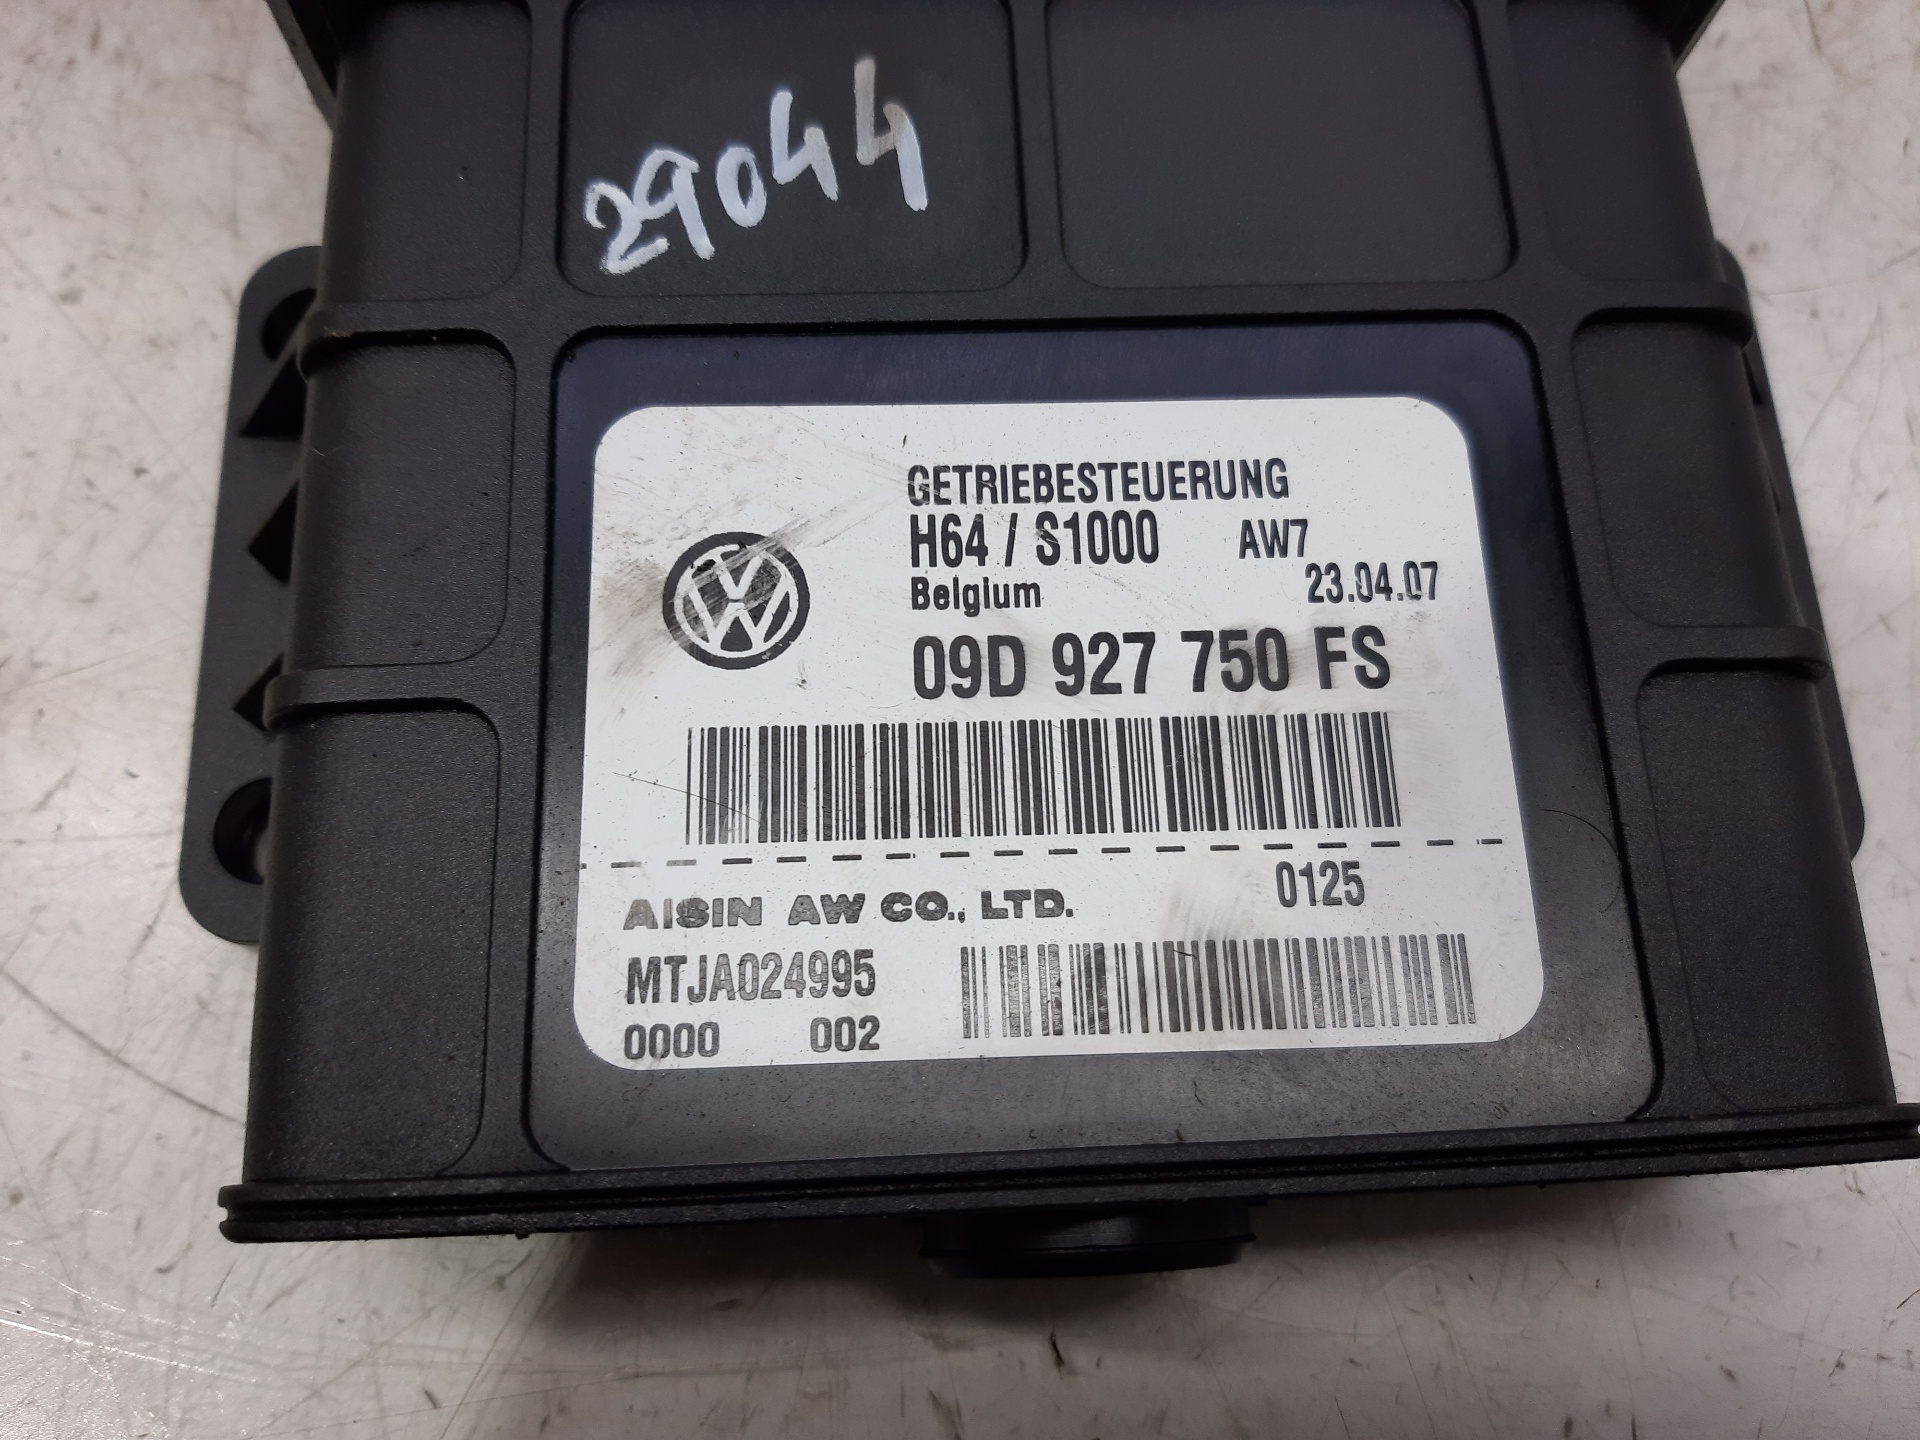 29044
GETRIEBESTEUERUNG
H64 / S1000 AW7
Belgium 23.04.07
09D 927 750 FS
AISIN AW CO., LTD. 0125
MTJA024995
0000 002